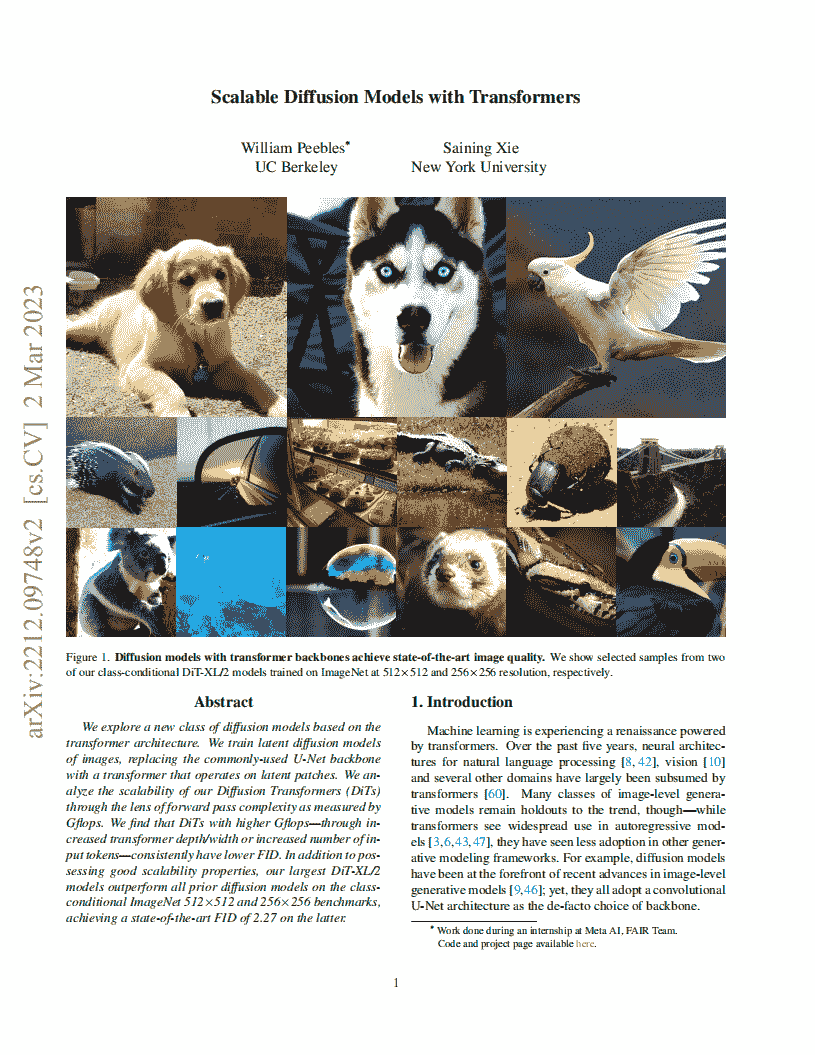 Scalable Diffusion Models with Transformers
William Peebles*
UC Berkeley
Saining Xie
New York University
arXiv:2212.09748v2 [cs.CV] 2 Mar 2023
Figure 1. Diffusion models with transformer backbones achieve state-of-the-art image quality. We show selected samples from two
of our class-conditional DiT-XL/2 models trained on ImageNet at 512×512 and 256×256 resolution, respectively.
Abstract
We explore a new class of diffusion models based on the
transformer architecture. We train latent diffusion models
of images, replacing the commonly-used U-Net backbone
with a transformer that operates on latent patches. We an-
alyze the scalability of our Diffusion Transformers (DiTs)
through the lens of forward pass complexity as measured by
Gflops. We find that DiTs with higher Gflops—through in-
creased transformer depth/width or increased number of in-
put tokens—consistently have lower FID. In addition to pos-
sessing good scalability properties, our largest DiT-XL/2
models outperform all prior diffusion models on the class-
conditional ImageNet 512×512 and 256×256 benchmarks,
achieving a state-of-the-art FID of 2.27 on the latter.
1. Introduction
Machine learning is experiencing a renaissance powered
by transformers. Over the past five years, neural architec-
tures for natural language processing [8, 42], vision [10]
and several other domains have largely been subsumed by
transformers [60]. Many classes of image-level genera-
tive models remain holdouts to the trend, though—while
transformers see widespread use in autoregressive mod-
els [3,6,43,47], they have seen less adoption in other gener-
ative modeling frameworks. For example, diffusion models
have been at the forefront of recent advances in image-level
generative models [9,46]; yet, they all adopt a convolutional
U-Net architecture as the de-facto choice of backbone.
* Work done during an internship at Meta AI, FAIR Team.
Code and project page available here.
1